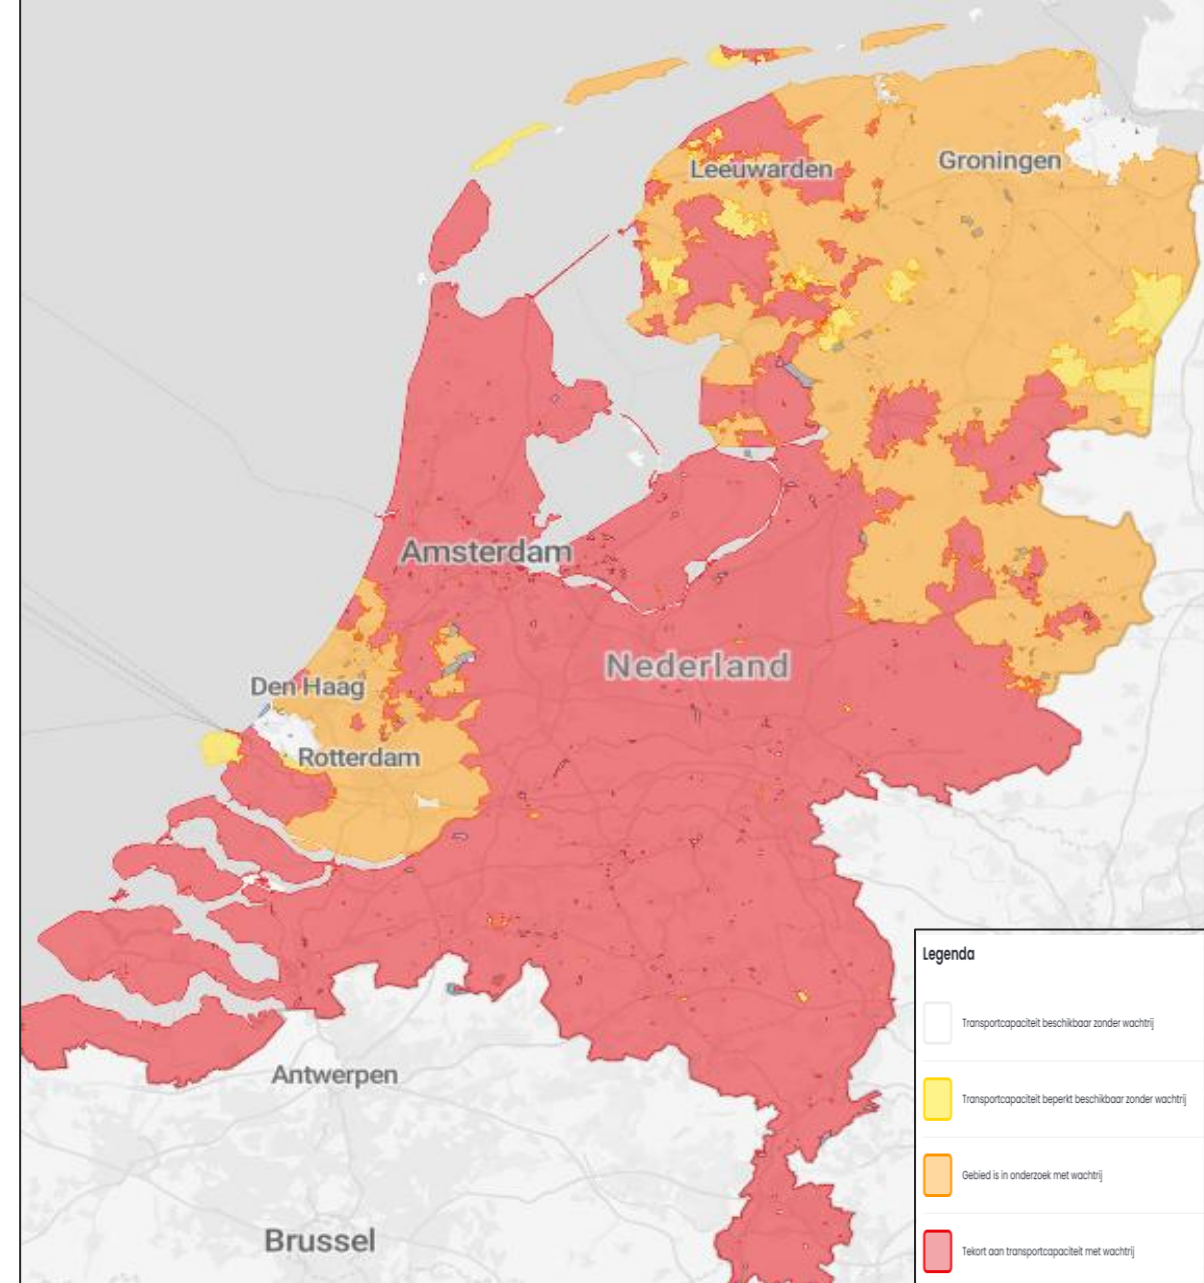 Leeuwarden
Groningen
Amsterdam
Nederland
Den Haag
Rotterdam
Antwerpen
Brussel
Legenda
Transportcapaciteit beschikbaar zonder wachtrij
Transportcapaciteit beperkt beschikbaar zonder wachtrij
Gebied is in onderzoek met wachtrij
Tekort aan transportcapaciteit met wachtrij